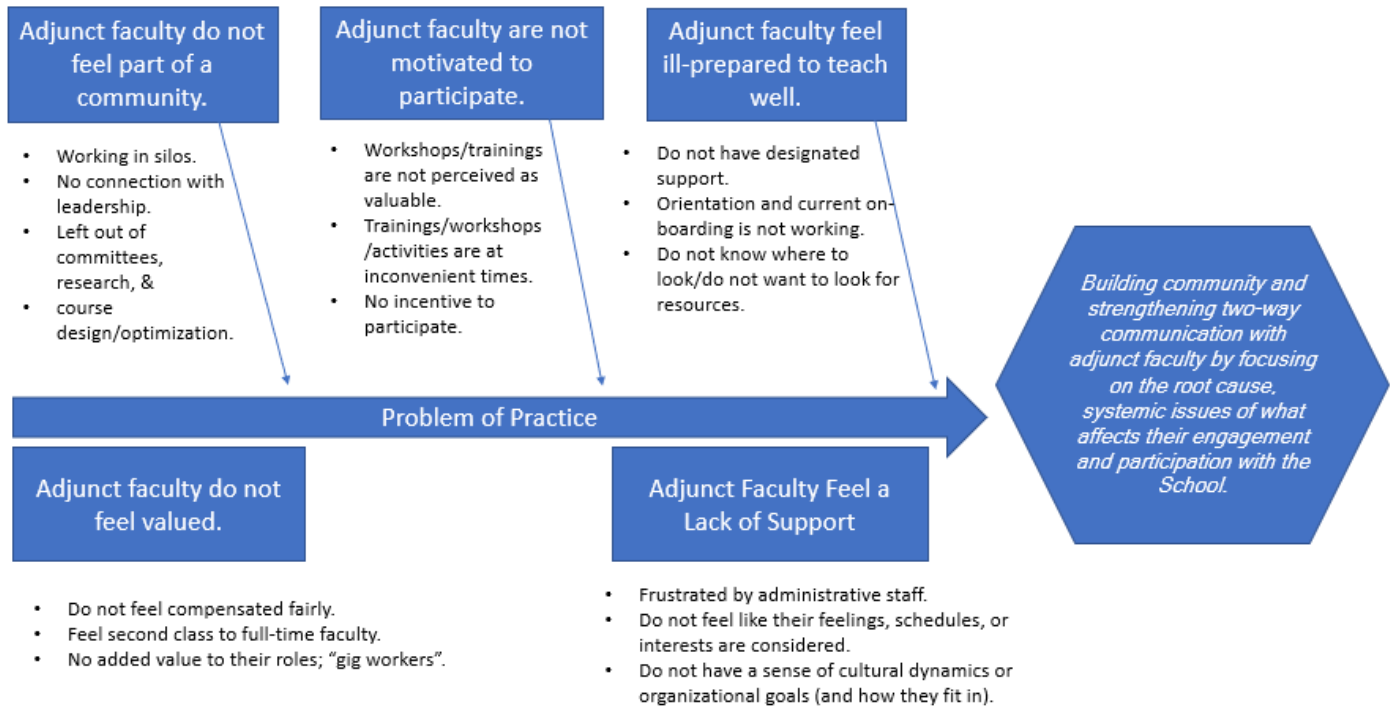 Adjunct faculty do not
feel part of a
community.
• Working in silos.
• No connection with
leadership.
• Left out of
committees,
research, &
• course
design/optimization.
Adjunct faculty are not
motivated to
participate.
• Workshops/trainings
are not perceived as
valuable.
• Trainings/workshops
/activities are at
inconvenient times.
• No incentive to
participate.
Adjunct faculty feel
ill-prepared to teach
well.
• Do not have designated
support.
• Orientation and current on-
boarding is not working.
• Do not know where to
look/do not want to look for
resources.
Problem of Practice
Building community and
strengthening two-way
communication with
adjunct faculty by focusing
on the root cause,
systemic issues of what
affects their engagement
and participation with the
School.
Adjunct faculty do not
feel valued.
• Do not feel compensated fairly.
• Feel second class to full-time faculty.
• No added value to their roles; “gig workers”.
Adjunct Faculty Feel a
Lack of Support
• Frustrated by administrative staff.
• Do not feel like their feelings, schedules, or
interests are considered.
• Do not have a sense of cultural dynamics or
organizational goals (and how they fit in).